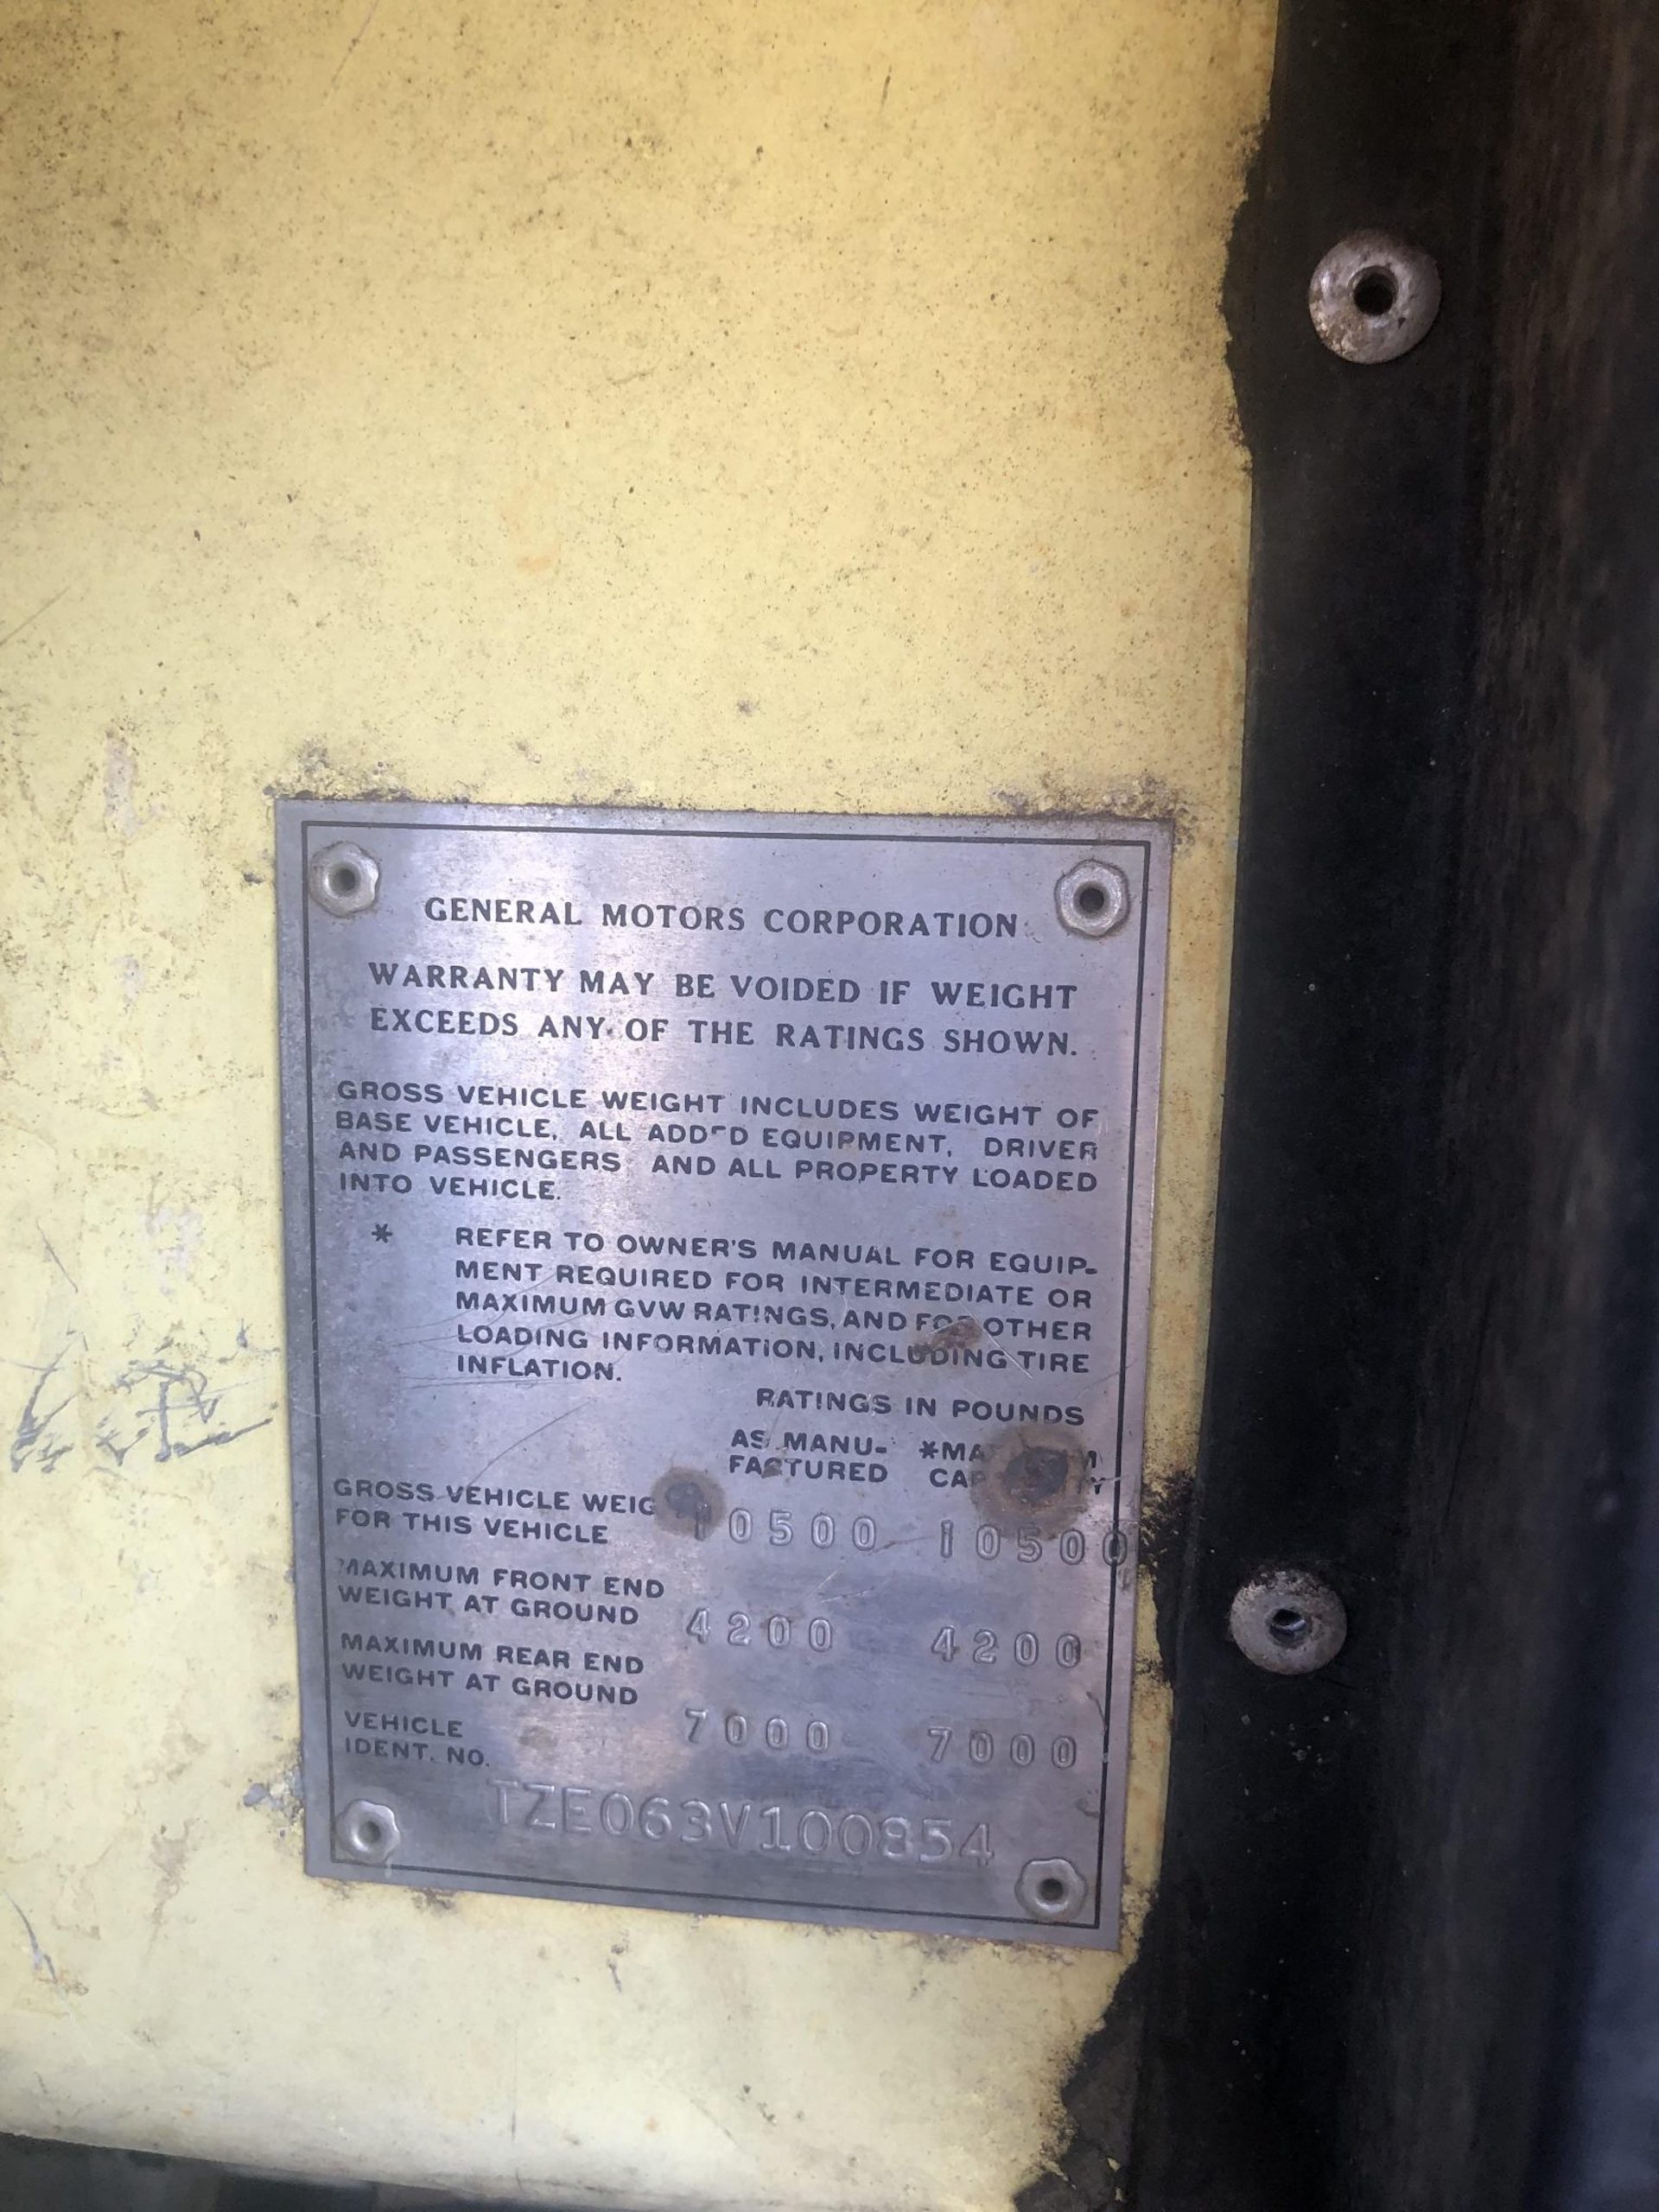 GENERAL MOTORS CORPORATION
WARRANTY MAY BE VOIDED IF WEIGHT
EXCEEDS ANY OF THE RATINGS SHOWN.
GROSS VEHICLE WEIGHT INCLUDES WEIGHT OF
BASE VEHICLE, ALL ADDED EQUIPMENT, DRIVER
AND PASSENGERS AND ALL PROPERTY LOADED
INTO VEHICLE.
* REFER TO OWNER'S MANUAL FOR EQUIP-
MENT REQUIRED FOR INTERMEDIATE OR
MAXIMUM GVW RATINGS, AND FOR OTHER
LOADING INFORMATION, INCLUDING TIRE
INFLATION.
RATINGS IN POUNDS
AS MANU- *MAXIMUM
FACTURED CAPACITY
GROSS VEHICLE WEIG
FOR THIS VEHICLE 10500 10500
MAXIMUM FRONT END
WEIGHT AT GROUND 4200 4200
MAXIMUM REAR END
WEIGHT AT GROUND 7000 7000
VEHICLE
IDENT. NO.
TZE063V100854